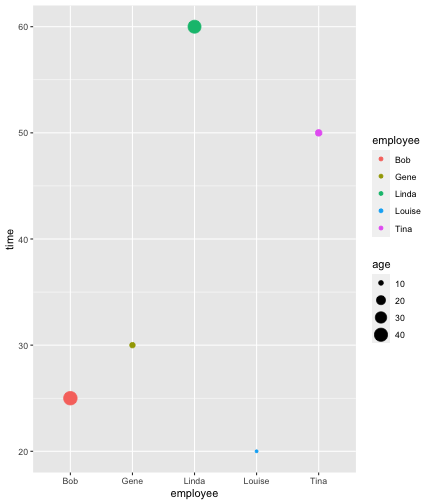 60
50
40
30
20
time
Bob Gene Linda Louise Tina
employee
employee
Bob
Gene
Linda
Louise
Tina
age
10
20
30
40